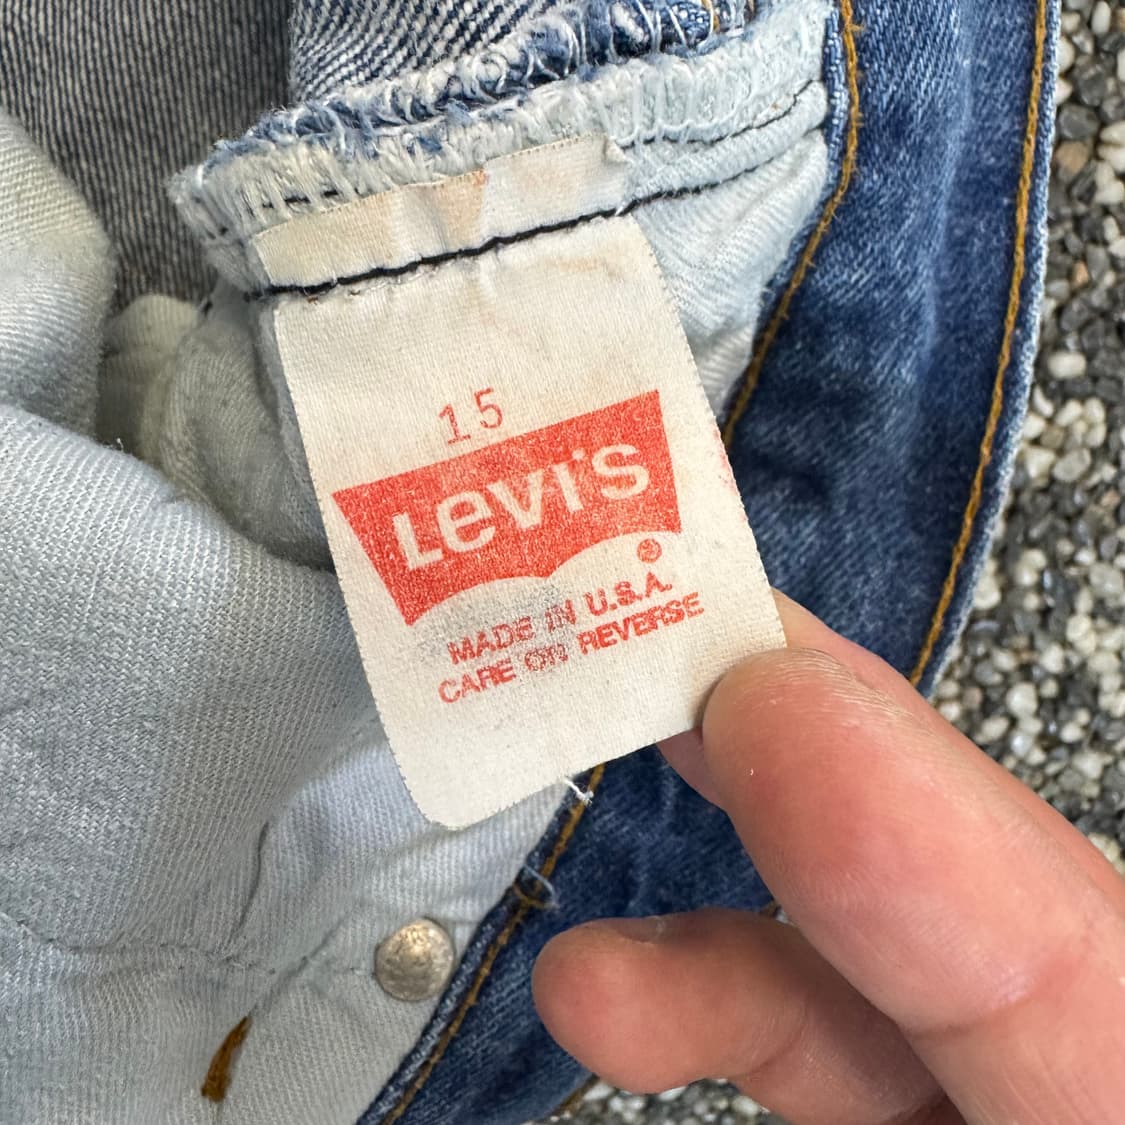 15
Levi's
®
MADE IN U.S.A.
CARE ON REVERSE